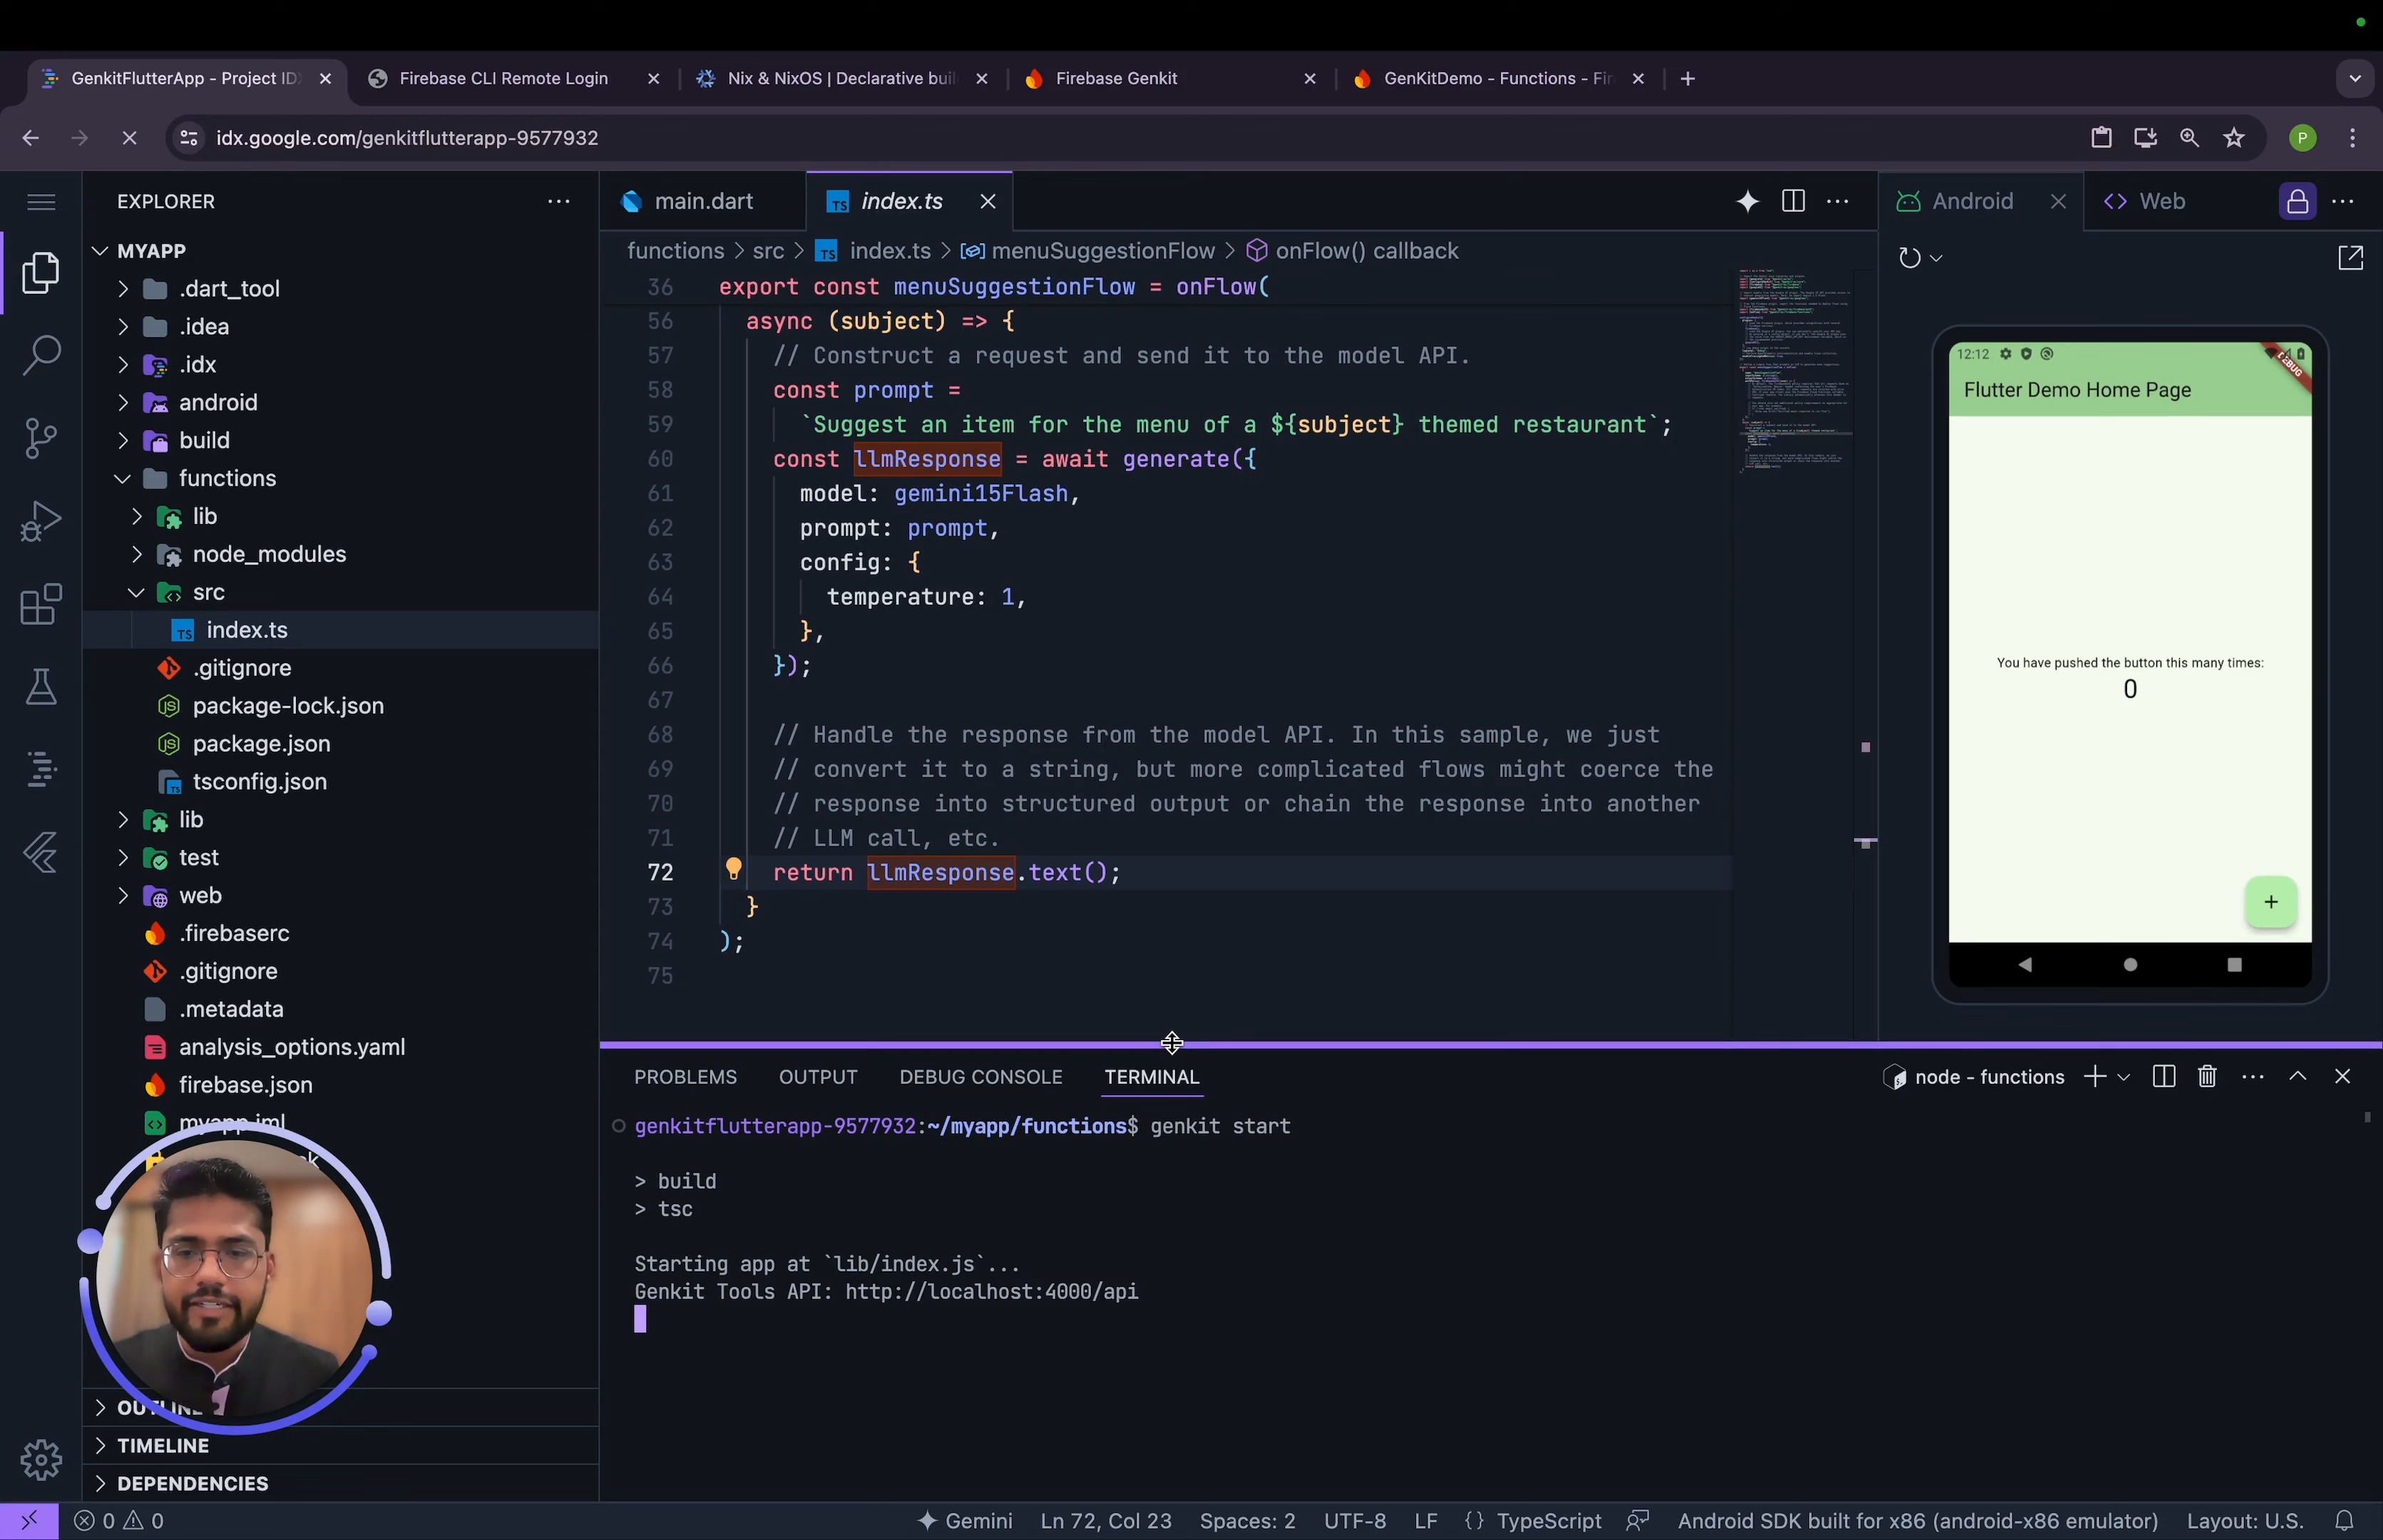 GenkitFlutterApp - Project IDX
Firebase CLI Remote Login
Nix & NixOS | Declarative buil
Firebase Genkit
GenKitDemo - Functions - Fir
idx.google.com/genkitflutterapp-9577932
P
EXPLORER
MYAPP
.dart_tool
.idea
.idx
android
build
functions
lib
node_modules
src
TS index.ts
.gitignore
package-lock.json
package.json
tsconfig.json
lib
test
web
.firebaserc
.gitignore
.metadata
analysis_options.yaml
firebase.json
myapp.iml
OUTLINE
TIMELINE
DEPENDENCIES
main.dart
TS index.ts
functions > src > TS index.ts > menuSuggestionFlow > onFlow() callback
36 export const menuSuggestionFlow = onFlow(
56 async (subject) => {
57 // Construct a request and send it to the model API.
58 const prompt =
59 `Suggest an item for the menu of a ${subject} themed restaurant`;
60 const llmResponse = await generate({
61 model: gemini15Flash,
62 prompt: prompt,
63 config: {
64 temperature: 1,
65 },
66 });
67
68 // Handle the response from the model API. In this sample, we just
69 // convert it to a string, but more complicated flows might coerce the
70 // response into structured output or chain the response into another
71 // LLM call, etc.
72 return llmResponse.text();
73 }
74 );
75
Android
Web
12:12
DEBUG
Flutter Demo Home Page
You have pushed the button this many times:
0
+
PROBLEMS OUTPUT DEBUG CONSOLE TERMINAL
node - functions
genkitflutterapp-9577932:~/myapp/functions$ genkit start
> build
> tsc
Starting app at `lib/index.js`...
Genkit Tools API: http://localhost:4000/api
0 0
Gemini Ln 72, Col 23 Spaces: 2 UTF-8 LF {} TypeScript Android SDK built for x86 (android-x86 emulator) Layout: U.S.